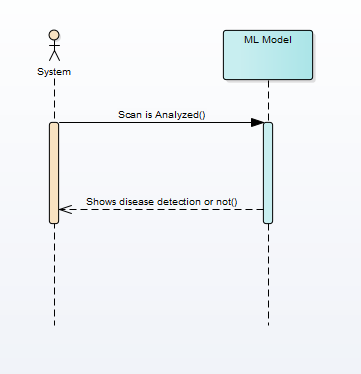 ML Model
System
Scan is Analyzed()
Shows disease detection or not()